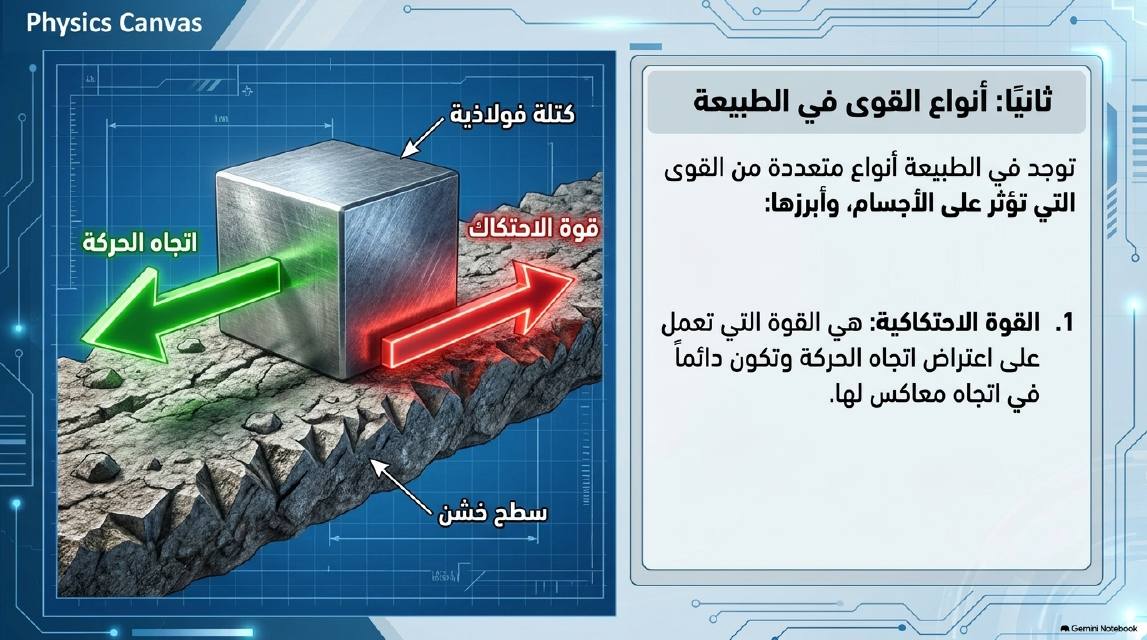 Physics Canvas
كتلة فولاذية
قوة الاحتكاك
اتجاه الحركة
سطح خشن
ثانيًا: أنواع القوى في الطبيعة
توجد في الطبيعة أنواع متعددة من القوى
التي تؤثر على الأجسام، وأبرزها:
1. القوة الاحتكاكية: هي القوة التي تعمل
على اعتراض اتجاه الحركة وتكون دائماً
في اتجاه معاكس لها.
Gemini Notebook